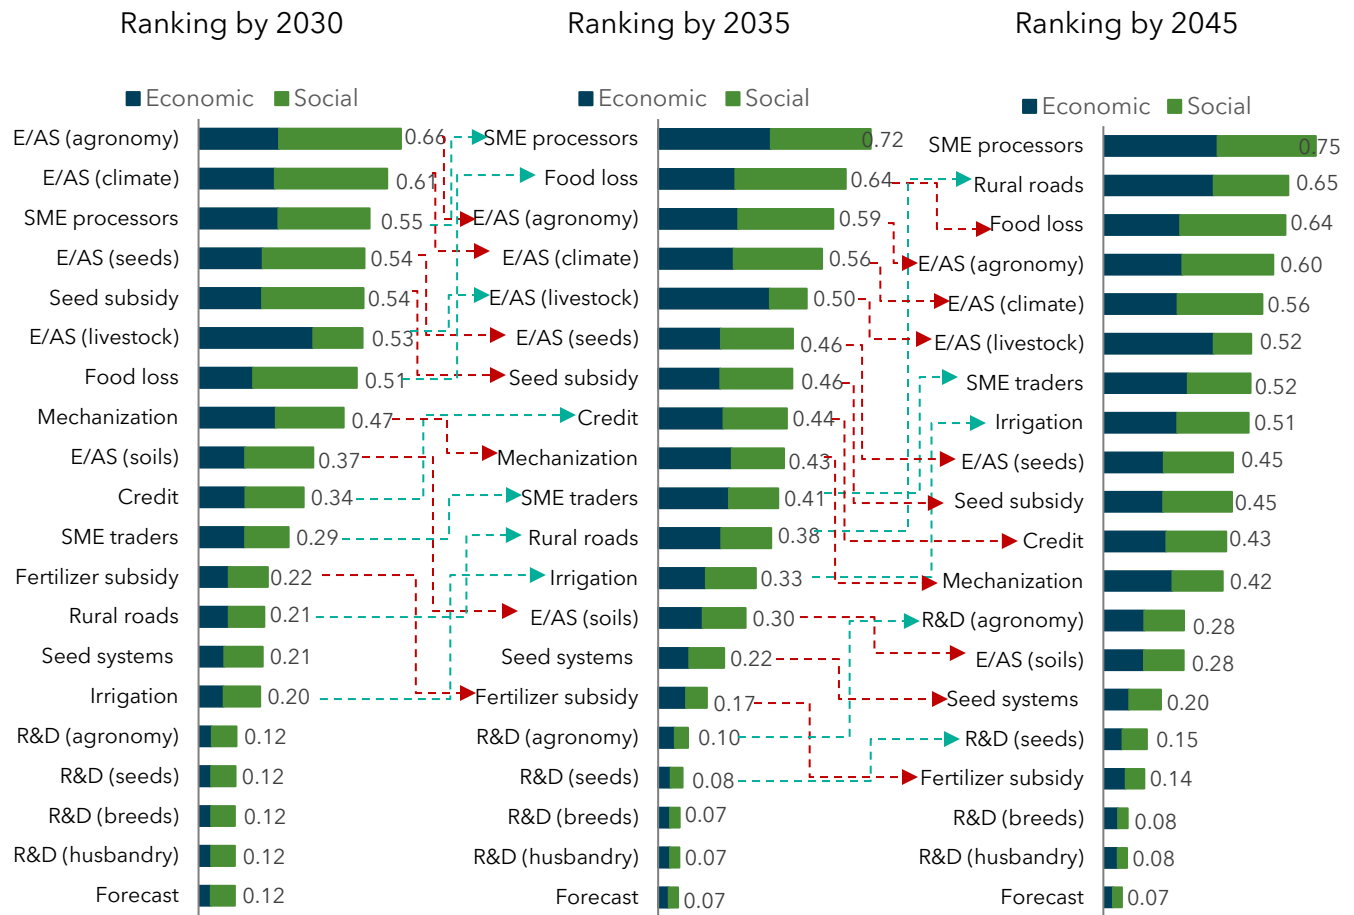 Ranking by 2030
Economic Social
E/AS (agronomy) 0.66
E/AS (climate) 0.61
SME processors 0.55
E/AS (seeds) 0.54
Seed subsidy 0.54
E/AS (livestock) 0.53
Food loss 0.51
Mechanization 0.47
E/AS (soils) 0.37
Credit 0.34
SME traders 0.29
Fertilizer subsidy 0.22
Rural roads 0.21
Seed systems 0.21
Irrigation 0.20
R&D (agronomy) 0.12
R&D (seeds) 0.12
R&D (breeds) 0.12
R&D (husbandry) 0.12
Forecast 0.12
Ranking by 2035
Economic Social
SME processors 0.72
Food loss 0.64
E/AS (agronomy) 0.59
E/AS (climate) 0.56
E/AS (livestock) 0.50
E/AS (seeds) 0.46
Seed subsidy 0.46
Credit 0.44
Mechanization 0.43
SME traders 0.41
Rural roads 0.38
Irrigation 0.33
E/AS (soils) 0.30
Seed systems 0.22
Fertilizer subsidy 0.17
R&D (agronomy) 0.10
R&D (seeds) 0.08
R&D (breeds) 0.07
R&D (husbandry) 0.07
Forecast 0.07
Ranking by 2045
Economic Social
SME processors 0.75
Rural roads 0.65
Food loss 0.64
E/AS (agronomy) 0.60
E/AS (climate) 0.56
E/AS (livestock) 0.52
SME traders 0.52
Irrigation 0.51
E/AS (seeds) 0.45
Seed subsidy 0.45
Credit 0.43
Mechanization 0.42
R&D (agronomy) 0.28
E/AS (soils) 0.28
Seed systems 0.20
R&D (seeds) 0.15
Fertilizer subsidy 0.14
R&D (breeds) 0.08
R&D (husbandry) 0.08
Forecast 0.07